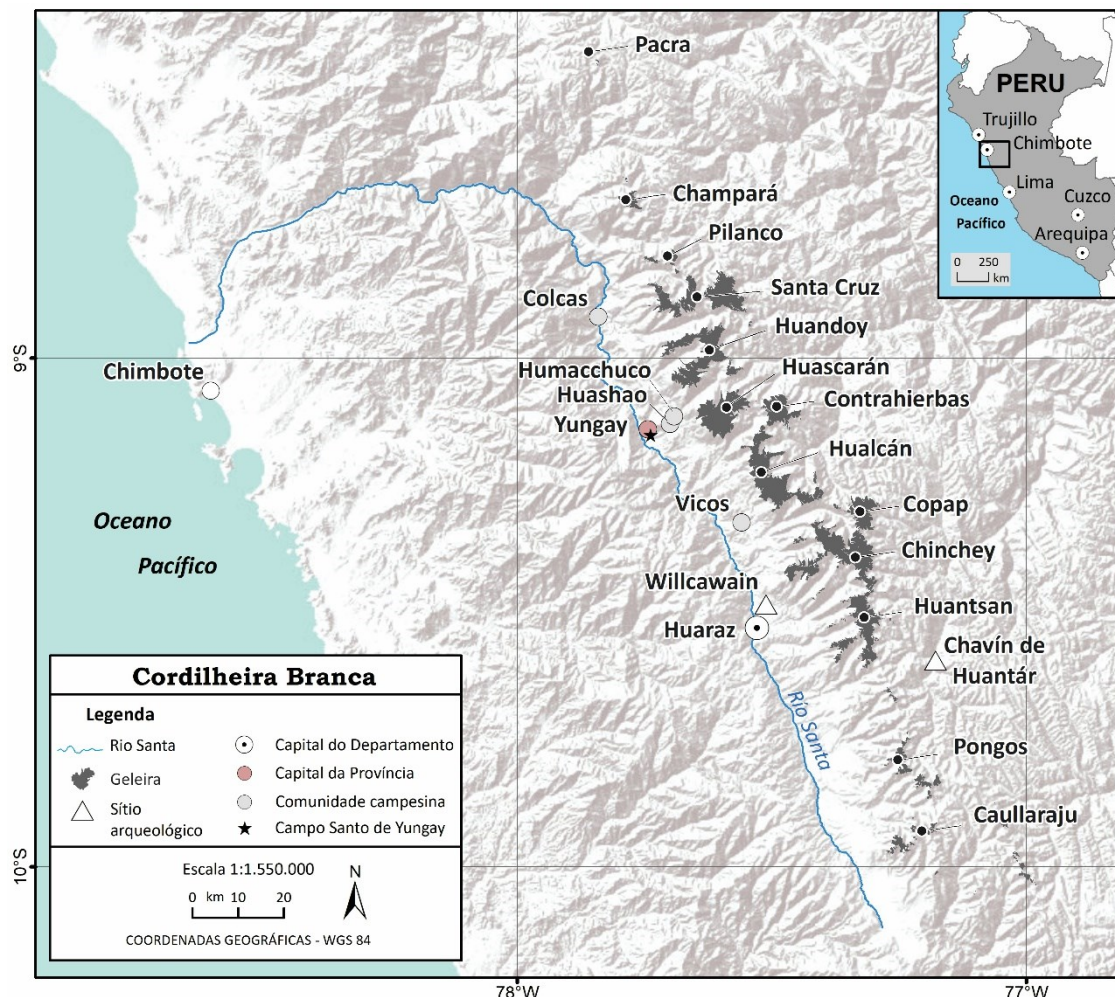 Pacra
Champará
Pilanco
Santa Cruz
Colcas
Huandoy
Humacchuco
Huascarán
Huashao
Contrahierbas
Yungay
Chimbote
Hualcán
Vicos
Copap
Chinchey
Willcawain
Huantsan
Huaraz
Chavín de
Huantár
Río Santa
Pongos
Caullaraju
Oceano
Pacífico
9°S
10°S
78°W
77°W
PERU
Trujillo
Chimbote
Lima
Cuzco
Oceano
Pacífico
Arequipa
0 250
km
Cordilheira Branca
Legenda
Rio Santa
Geleira
Sítio
arqueológico
Capital do Departamento
Capital da Província
Comunidade campesina
Campo Santo de Yungay
Escala 1:1.550.000
0 km 10 20
N
COORDENADAS GEOGRÁFICAS - WGS 84